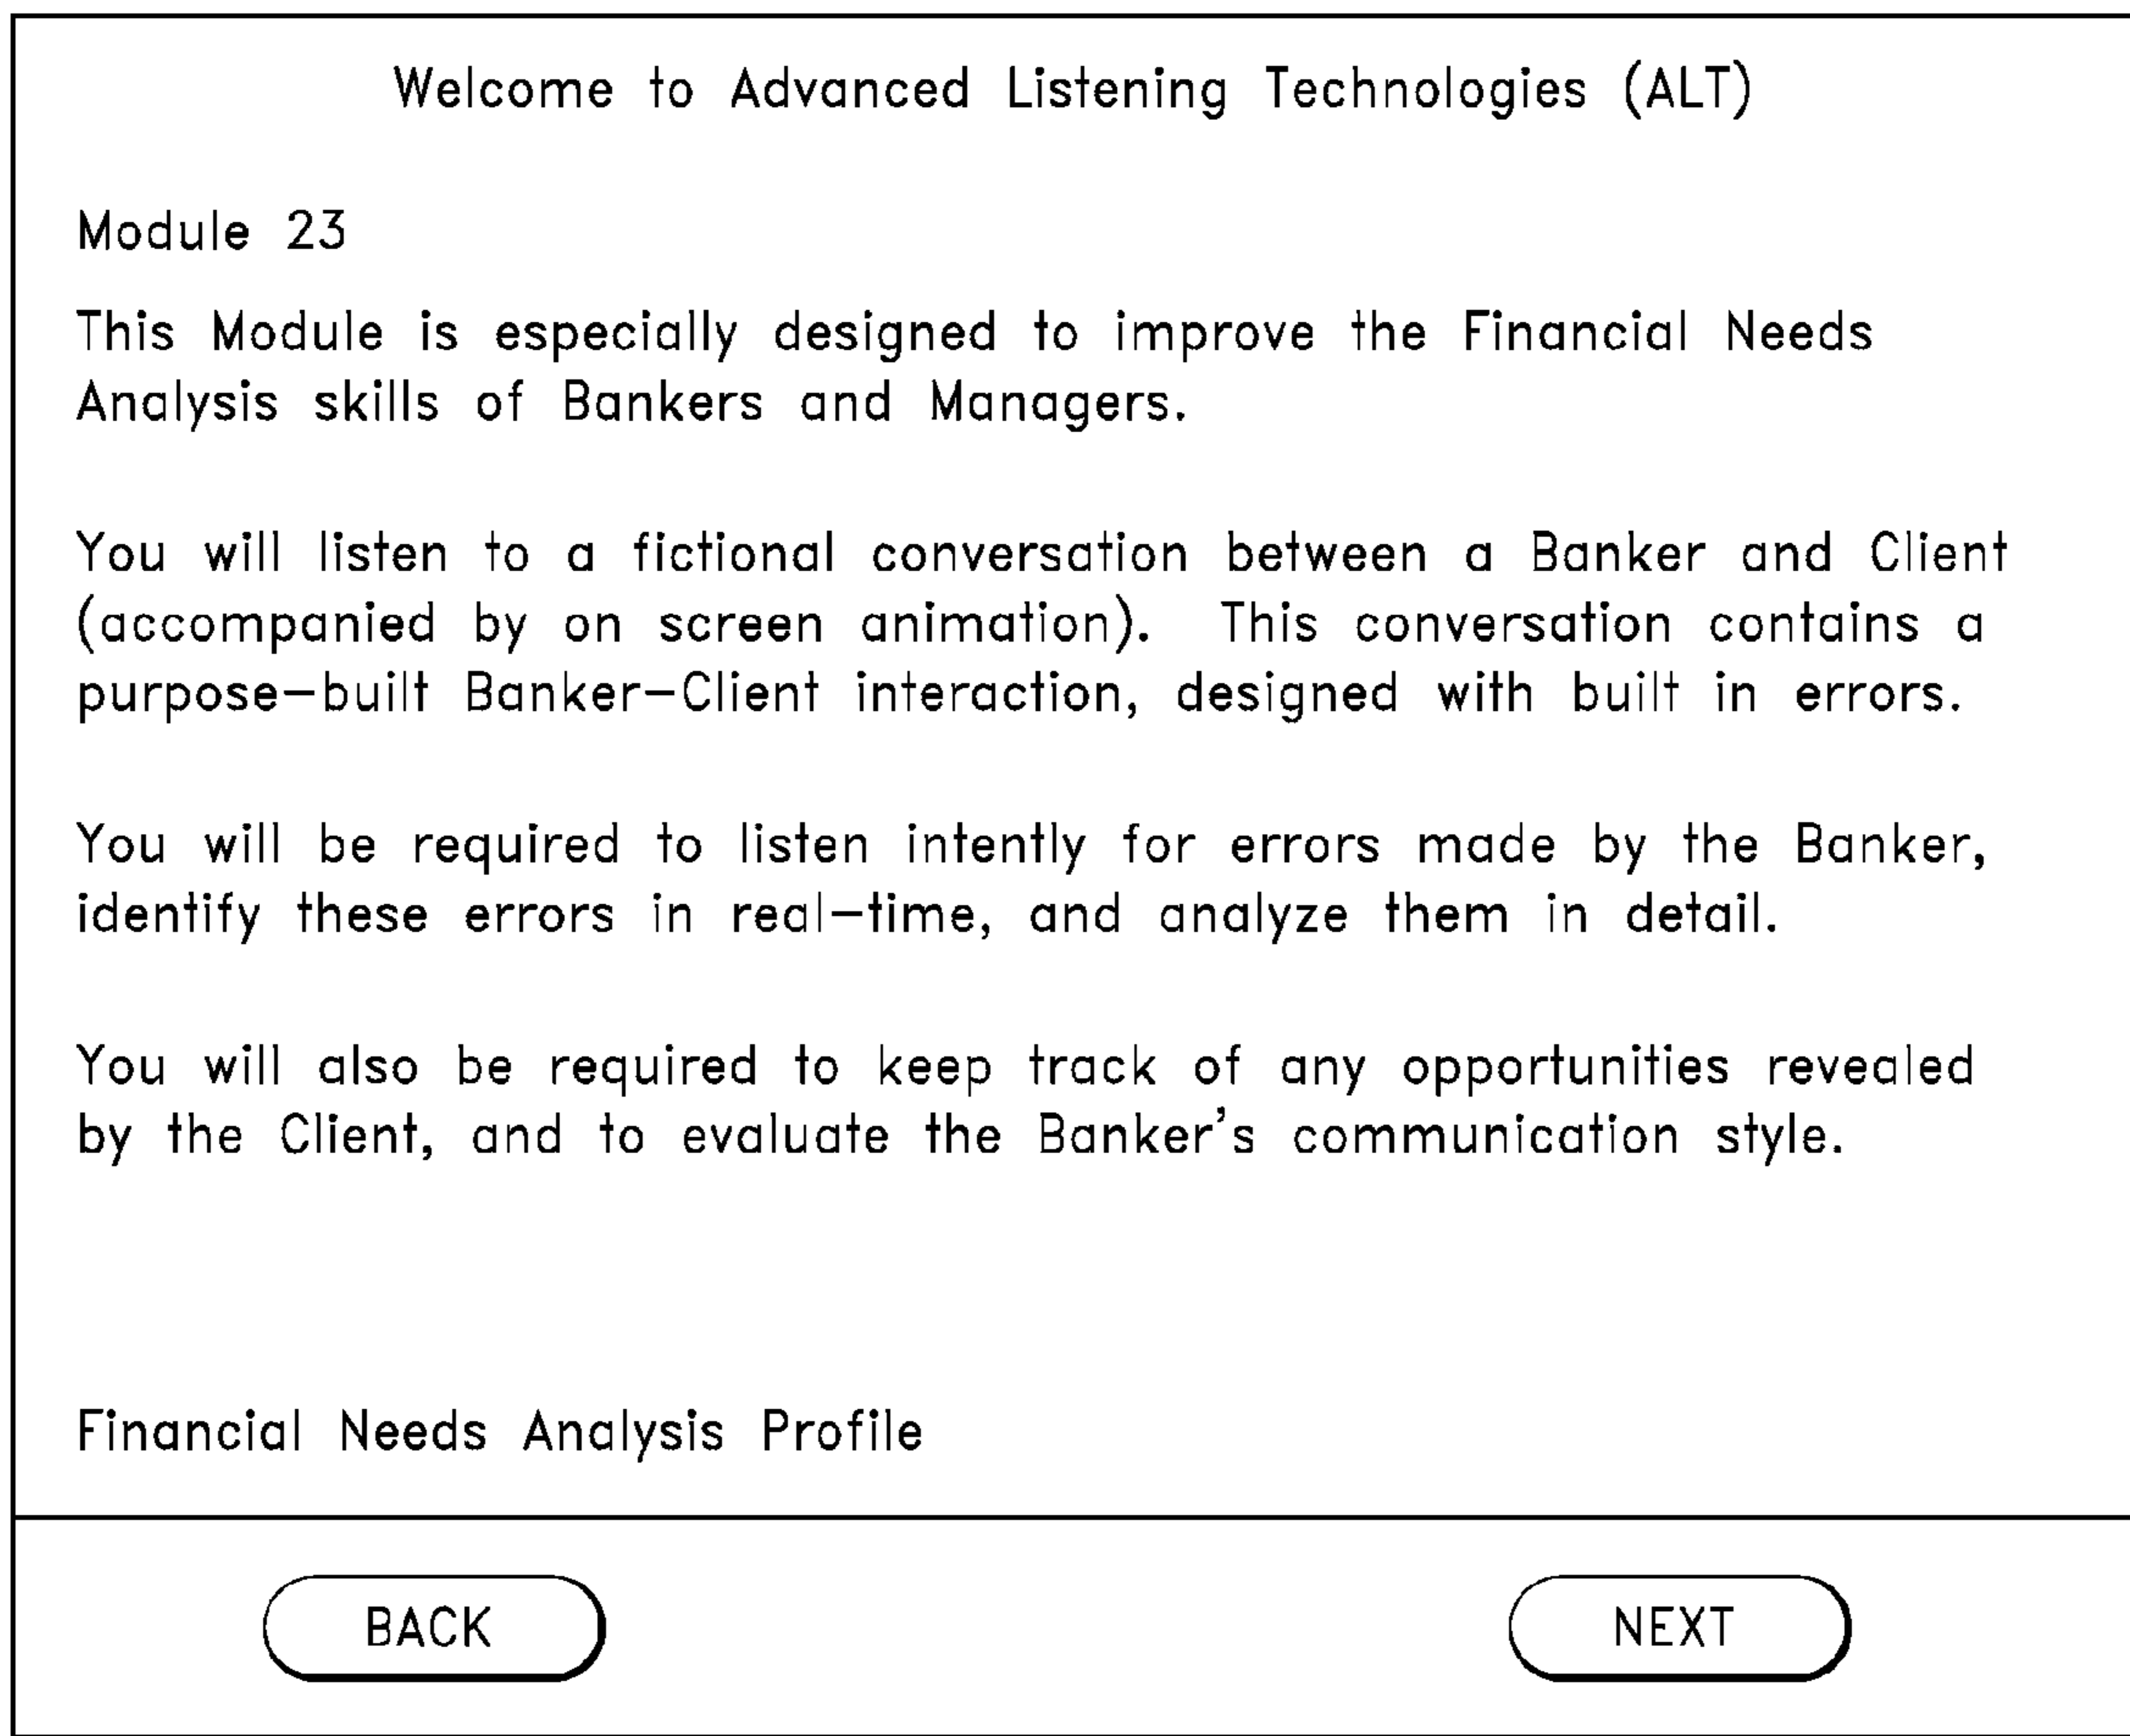 Welcome to Advanced Listening Technologies (ALT)
Module 23
This Module is especially designed to improve the Financial Needs
Analysis skills of Bankers and Managers.
You will listen to a fictional conversation between a Banker and Client
(accompanied by on screen animation). This conversation contains a
purpose-built Banker-Client interaction, designed with built in errors.
You will be required to listen intently for errors made by the Banker,
identify these errors in real-time, and analyze them in detail.
You will also be required to keep track of any opportunities revealed
by the Client, and to evaluate the Banker's communication style.
Financial Needs Analysis Profile
BACK
NEXT